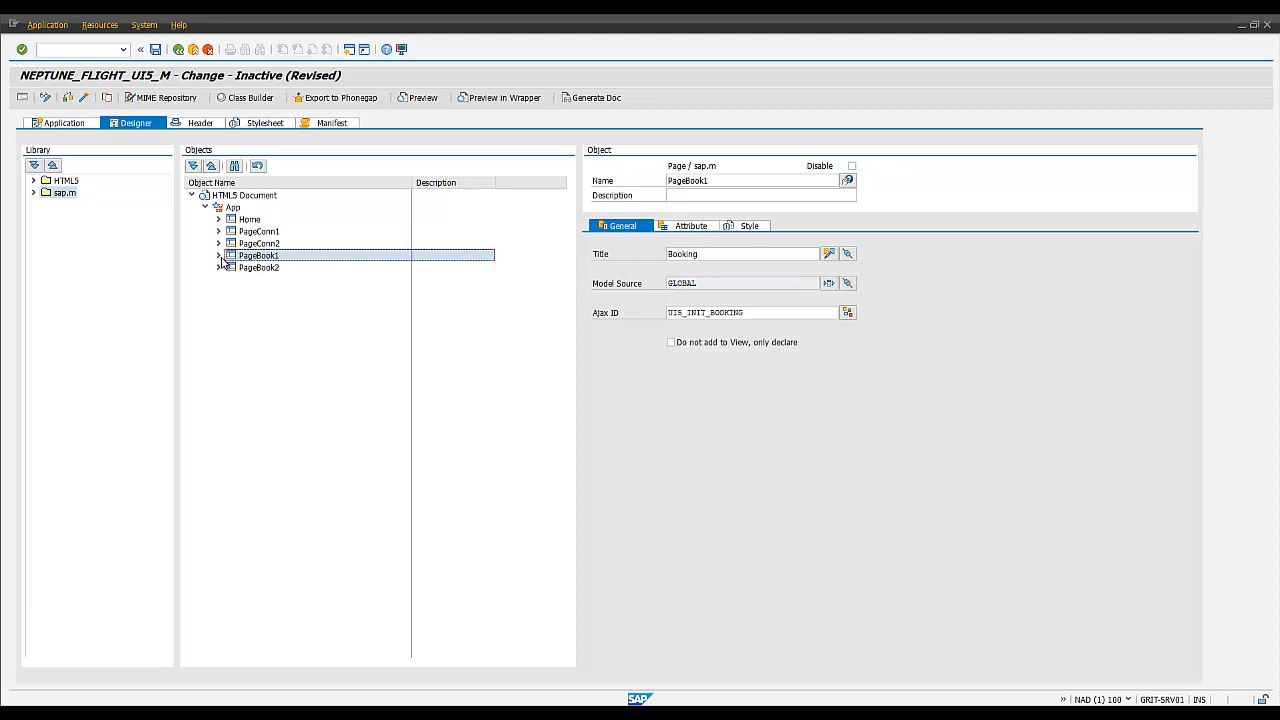 Application Resources System Help
«
NEPTUNE_FLIGHT_UI5_M - Change - Inactive (Revised)
MIME Repository Class Builder Export to Phonegap Preview Preview in Wrapper Generate Doc
Application Designer Header Stylesheet Manifest
Library
HTML5
sap.m
Objects
Object Name Description
HTML5 Document
App
Home
PageConn1
PageConn2
PageBook1
PageBook2
Object
Page / sap.m Disable
Name PageBook1
Description
General Attribute Style
Title Booking
Model Source GLOBAL
Ajax ID UI5_INIT_BOOKING
Do not add to View, only declare
SAP
» NAD (1) 100 GRIT-SRV01 INS